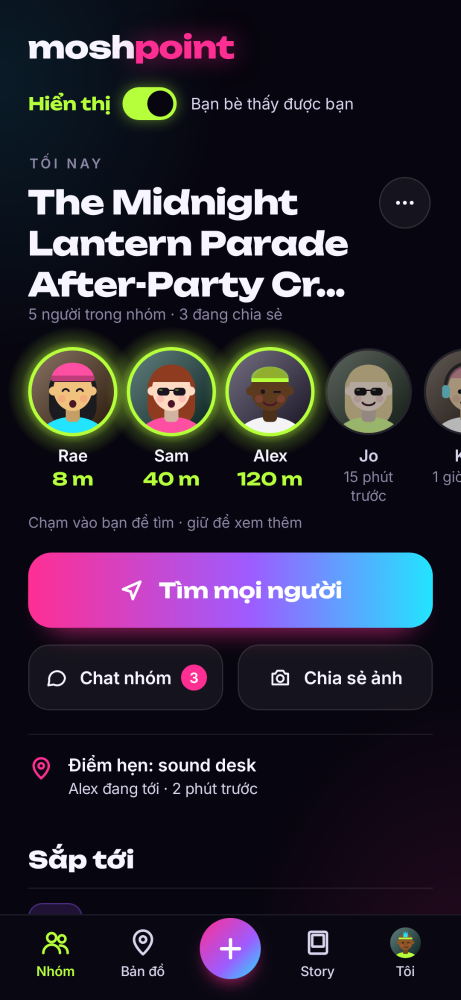 moshpoint
Hiển thị
Bạn bè thấy được bạn
TỐI NAY
The Midnight
Lantern Parade
After-Party Cr...
5 người trong nhóm · 3 đang chia sẻ
Rae
Sam
Alex
Jo
K
8 m
40 m
120 m
15 phút
trước
1 giờ
Chạm vào bạn để tìm · giữ để xem thêm
Tìm mọi người
Chat nhóm 3
Chia sẻ ảnh
Điểm hẹn: sound desk
Alex đang tới · 2 phút trước
Sắp tới
Nhóm
Bản đồ
Story
Tôi